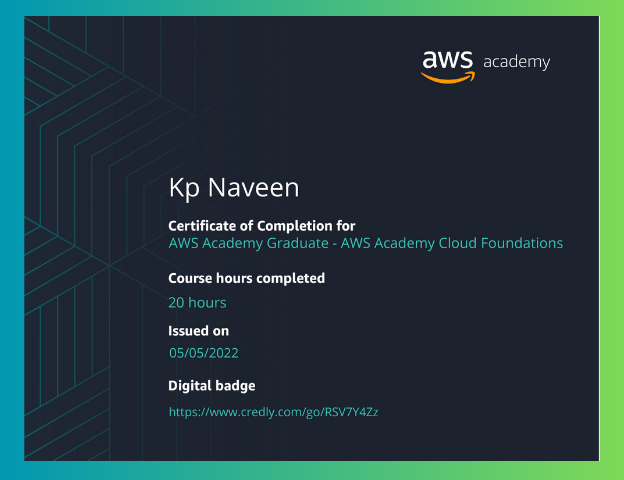 aws academy
Kp Naveen
Certificate of Completion for
AWS Academy Graduate - AWS Academy Cloud Foundations
Course hours completed
20 hours
Issued on
05/05/2022
Digital badge
https://www.credly.com/go/RSV7Y4Zz